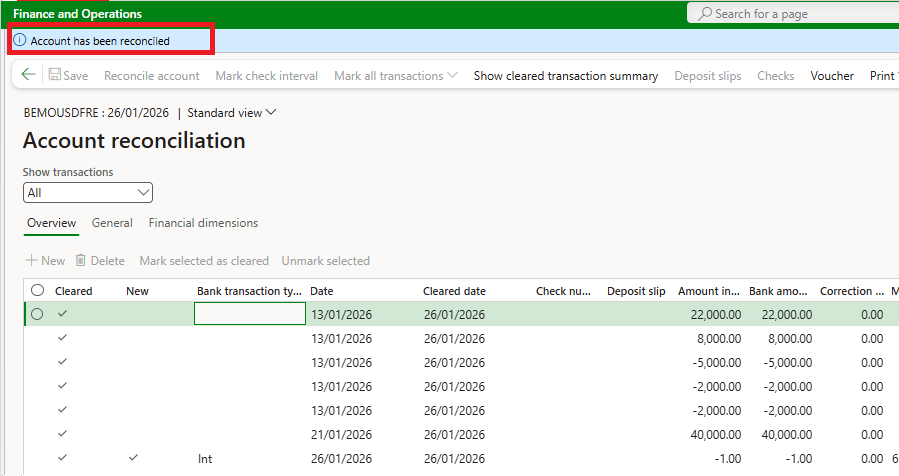 Finance and Operations Search for a page
Account has been reconciled
Save Reconcile account Mark check interval Mark all transactions Show cleared transaction summary Deposit slips Checks Voucher Print
BEMOUSDFRE : 26/01/2026 | Standard view
Account reconciliation
Show transactions
All
Overview General Financial dimensions
New Delete Mark selected as cleared Unmark selected
Cleared New Bank transaction ty... Date Cleared date Check nu... Deposit slip Amount in... Bank amo... Correction ... M
13/01/2026 26/01/2026 22,000.00 22,000.00 0.00
13/01/2026 26/01/2026 8,000.00 8,000.00 0.00
13/01/2026 26/01/2026 -5,000.00 -5,000.00 0.00
13/01/2026 26/01/2026 -2,000.00 -2,000.00 0.00
13/01/2026 26/01/2026 -2,000.00 -2,000.00 0.00
21/01/2026 26/01/2026 40,000.00 40,000.00 0.00
Int 26/01/2026 26/01/2026 -1.00 -1.00 0.00 6